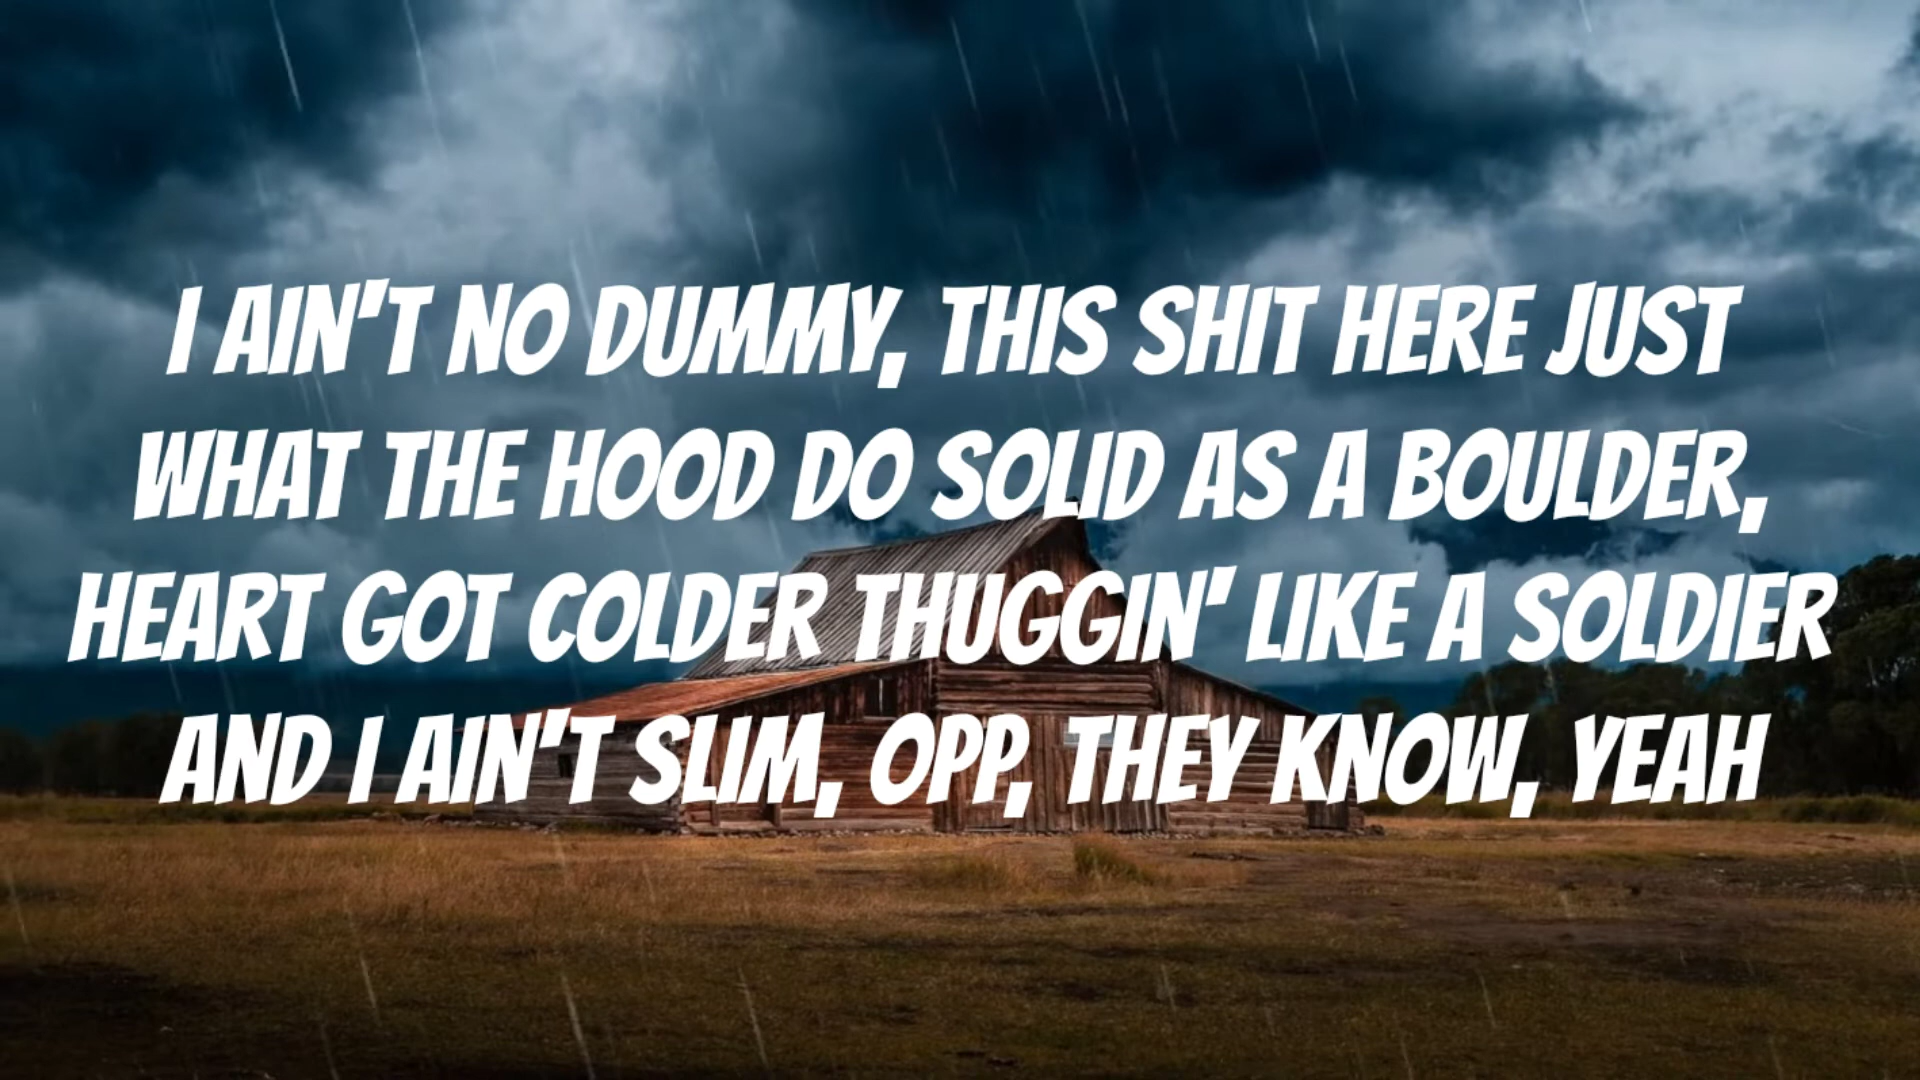 I AIN'T NO DUMMY, THIS SHIT HERE JUST
WHAT THE HOOD DO SOLID AS A BOULDER,
HEART GOT COLDER THUGGIN' LIKE A SOLDIER
AND I AIN'T SLIM, OPP, THEY KNOW, YEAH